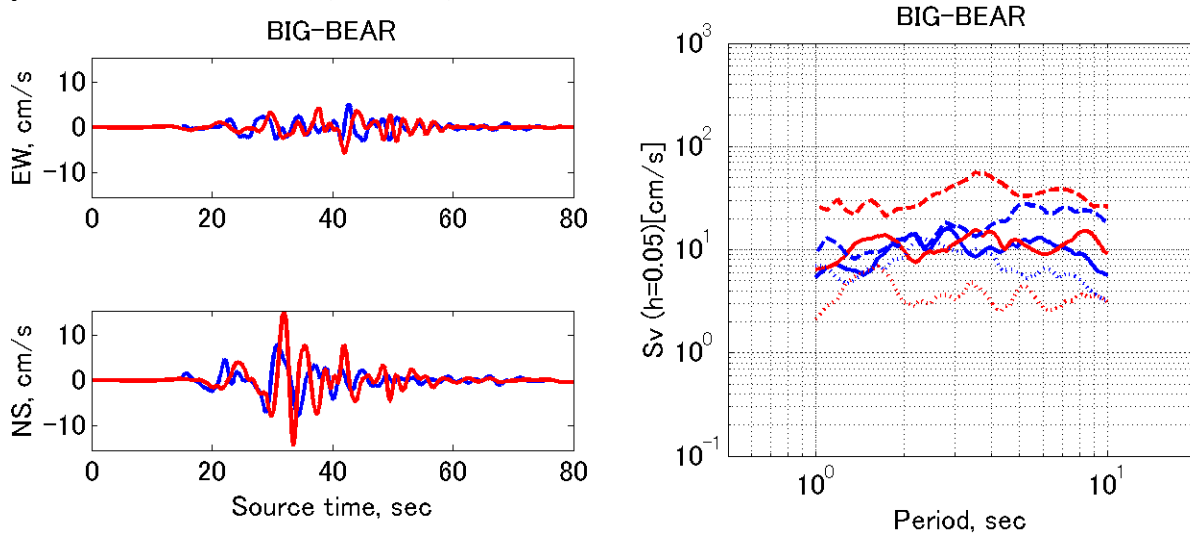 BIG-BEAR
EW, cm/s
10
0
-10
0 20 40 60 80
NS, cm/s
10
0
-10
0 20 40 60 80
Source time, sec
BIG-BEAR
Sv (h=0.05)[cm/s]
10^3
10^2
10^1
10^0
10^-1
10^0 10^1
Period, sec